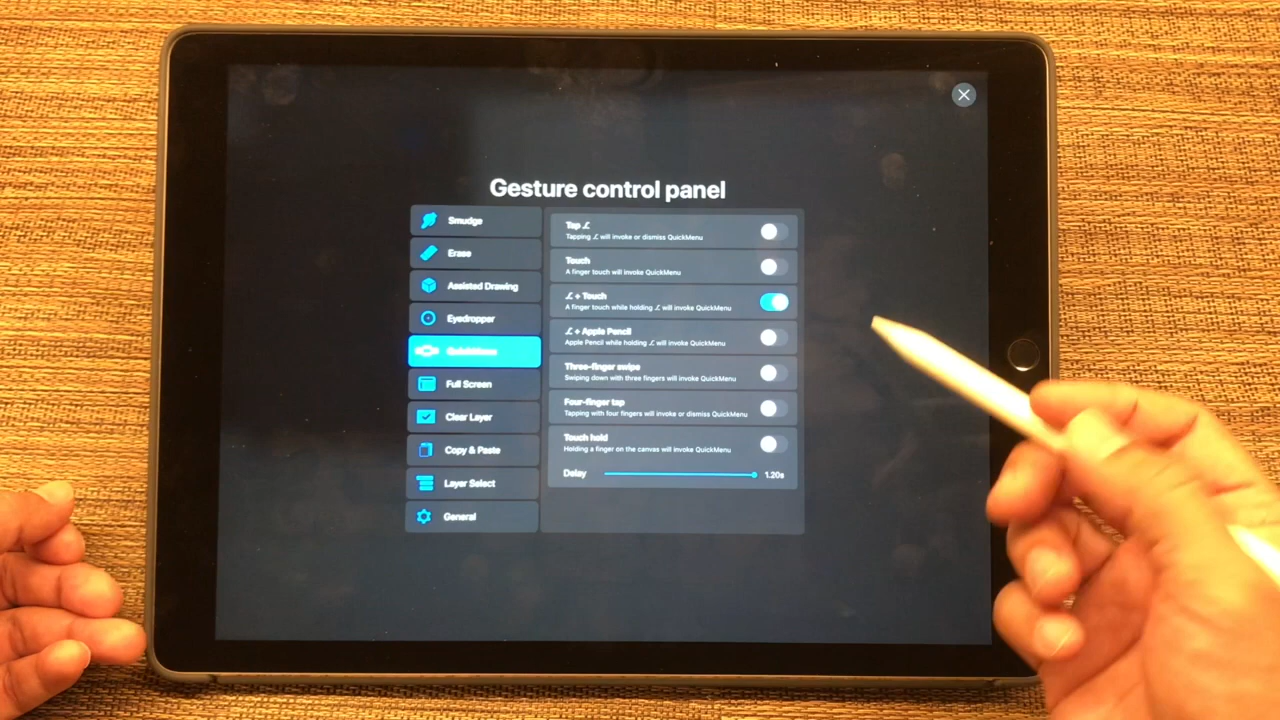 Gesture control panel
Smudge
Erase
Assisted Drawing
Eyedropper
QuickMenu
Full Screen
Clear Layer
Copy & Paste
Layer Select
General
Tap
Tapping will invoke or dismiss QuickMenu
Touch
A finger touch will invoke QuickMenu
+ Touch
A finger touch while holding will invoke QuickMenu
+ Apple Pencil
Apple Pencil while holding will invoke QuickMenu
Three-finger swipe
Swiping down with three fingers will invoke QuickMenu
Four-finger tap
Tapping with four fingers will invoke or dismiss QuickMenu
Touch hold
Holding a finger on the canvas will invoke QuickMenu
Delay 1.20s